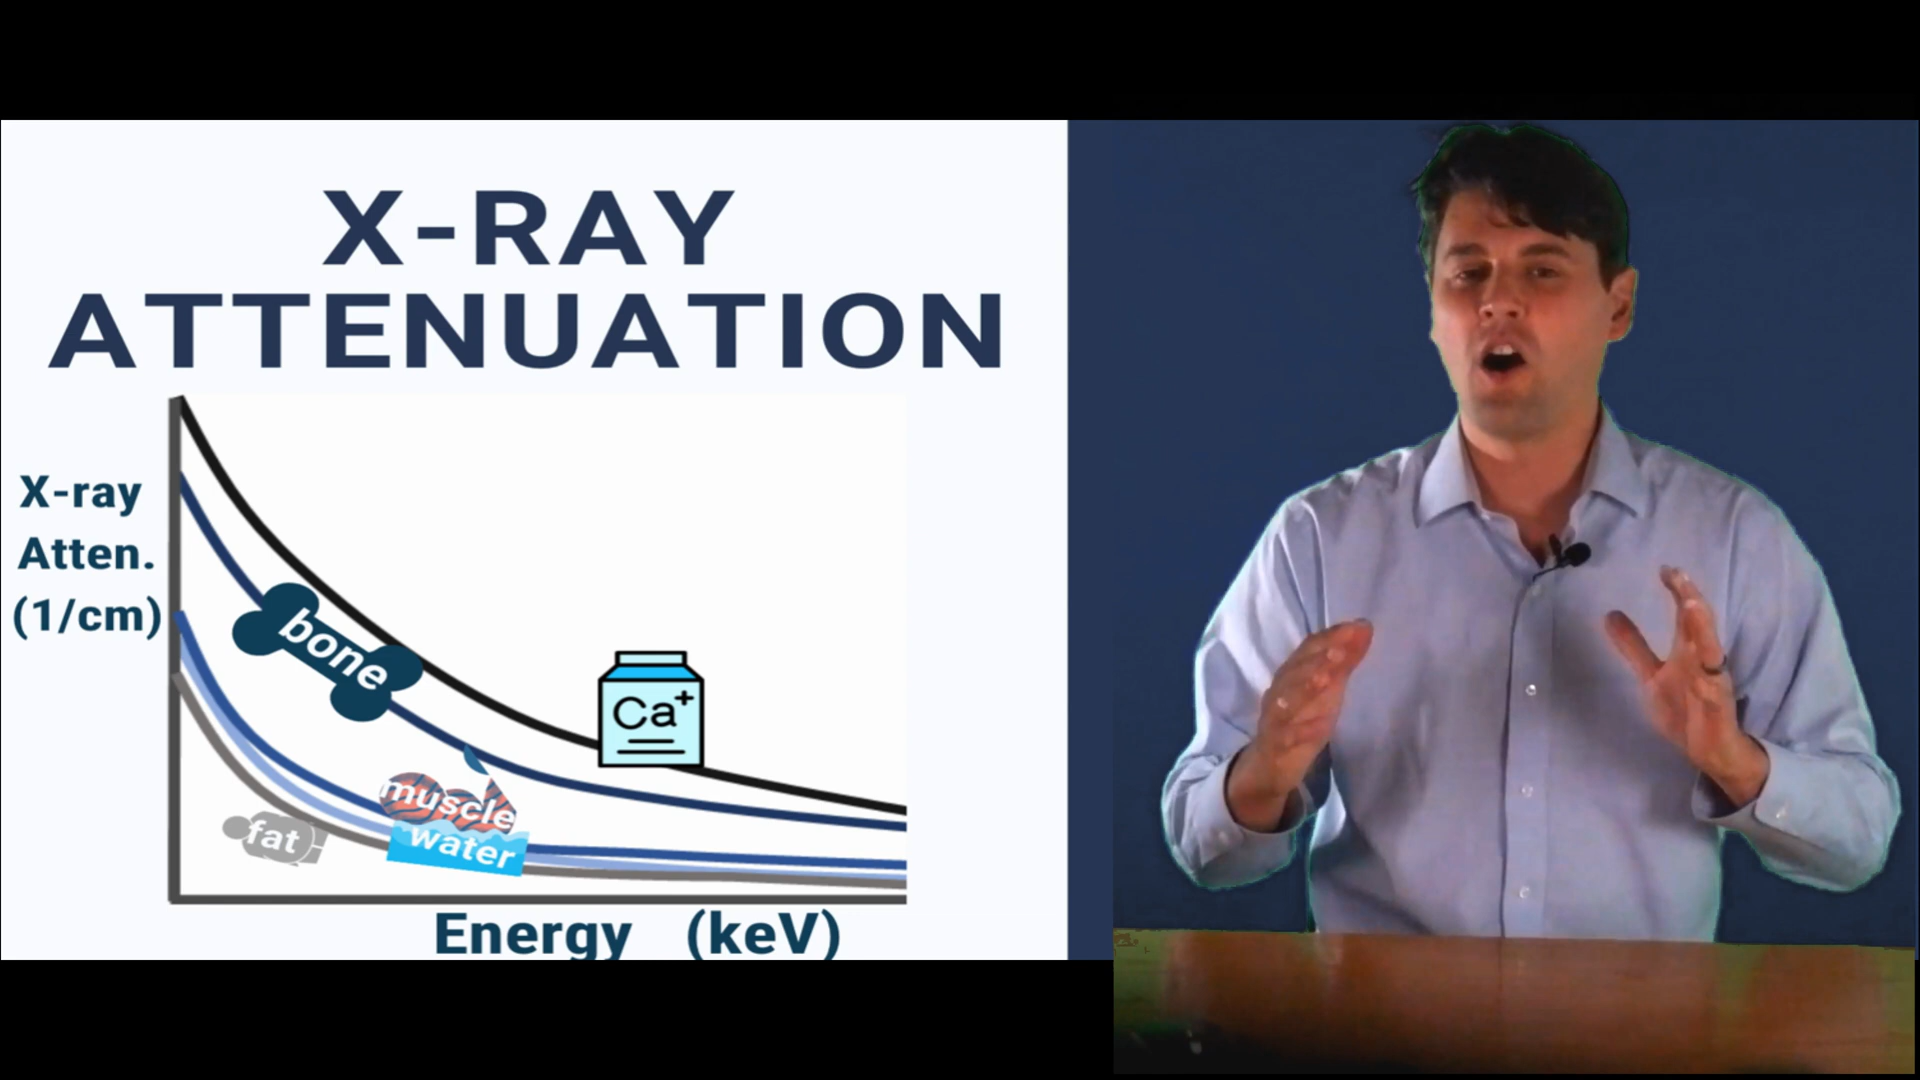 X-RAY
ATTENUATION
X-ray
Atten.
(1/cm)
bone
Ca+
muscle
water
fat
Energy (keV)